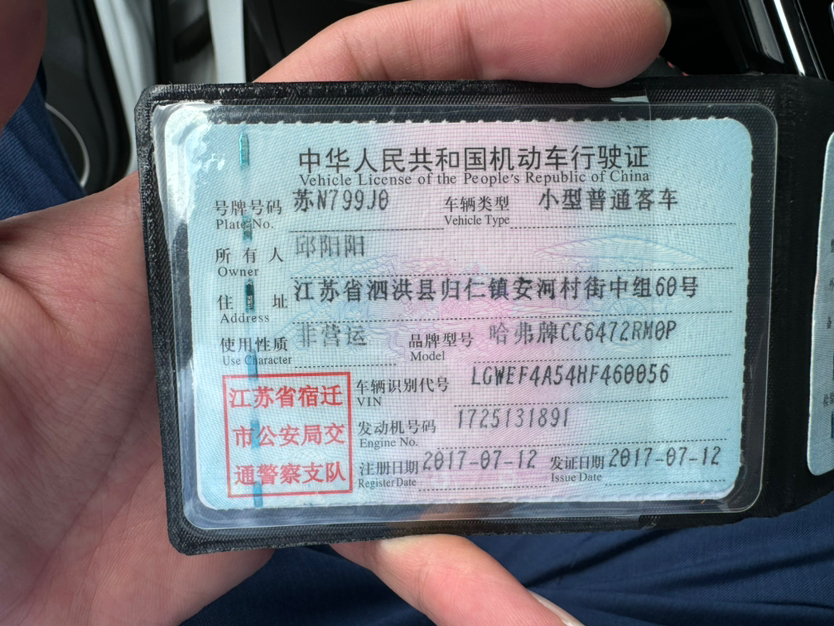 中华人民共和国机动车行驶证
Vehicle License of the People's Republic of China
号牌号码 苏N799J0 车辆类型 小型普通客车
Plate No. Vehicle Type
所有人 邱阳阳
Owner
住址 江苏省泗洪县归仁镇安河村街中组60号
Address
使用性质 非营运 品牌型号 哈弗牌CC6472RM0P
Use Character Model
江苏省宿迁
市公安局交
通警察支队
车辆识别代号 LGWEF4A54HF460056
VIN
发动机号码 1725131891
Engine No.
注册日期 2017-07-12 发证日期 2017-07-12
Register Date Issue Date